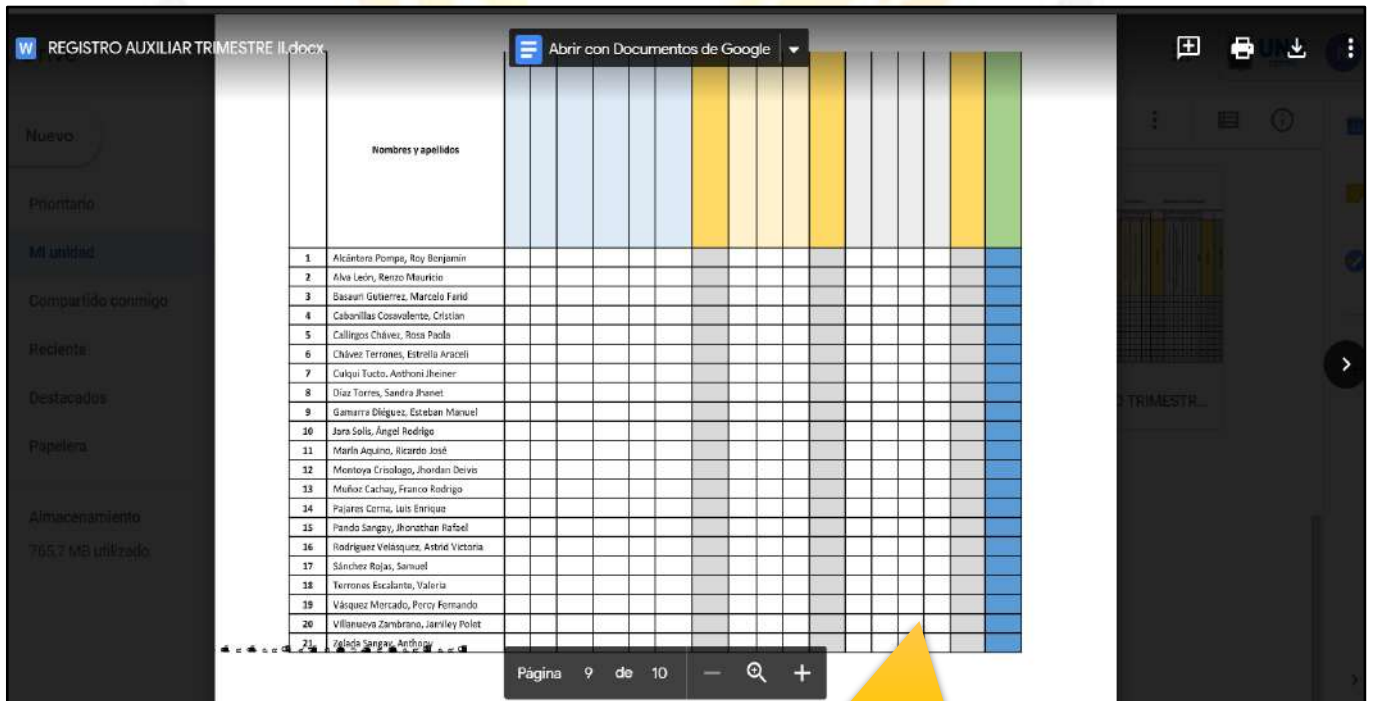 REGISTRO AUXILIAR TRIMESTRE II.docx
Abrir con Documentos de Google
Nuevo
Prioritario
Mi unidad
Compartido conmigo
Reciente
Destacados
Papelera
Almacenamiento
765.7 MB utilizado
TRIMESTR...
Nombres y apellidos
1 Alcántara Pompa, Roy Benjamin
2 Alva León, Renzo Mauricio
3 Basauri Gutierrez, Marcelo Farid
4 Cabanillas Cosavalente, Cristian
5 Callirgos Chávez, Rosa Paola
6 Chávez Terrones, Estrella Araceli
7 Culqui Tucto. Anthoni Jheiner
8 Díaz Torres, Sandra Jhanet
9 Gamarra Diéguez, Esteban Manuel
10 Jara Solis, Ángel Rodrigo
11 Marín Aquino, Ricardo José
12 Montoya Crisologo, Jhordan Deivis
13 Muñoz Cachay, Franco Rodrigo
14 Pajares Cerna, Luis Enrique
15 Pando Sangay, Jhonathan Rafael
16 Rodríguez Velásquez, Astrid Victoria
17 Sánchez Rojas, Samuel
18 Terrones Escalante, Valeria
19 Vásquez Mercado, Percy Fernando
20 Villanueva Zambrano, Jamiley Polet
21 Zelada Sangay, Anthony
Página 9 de 10